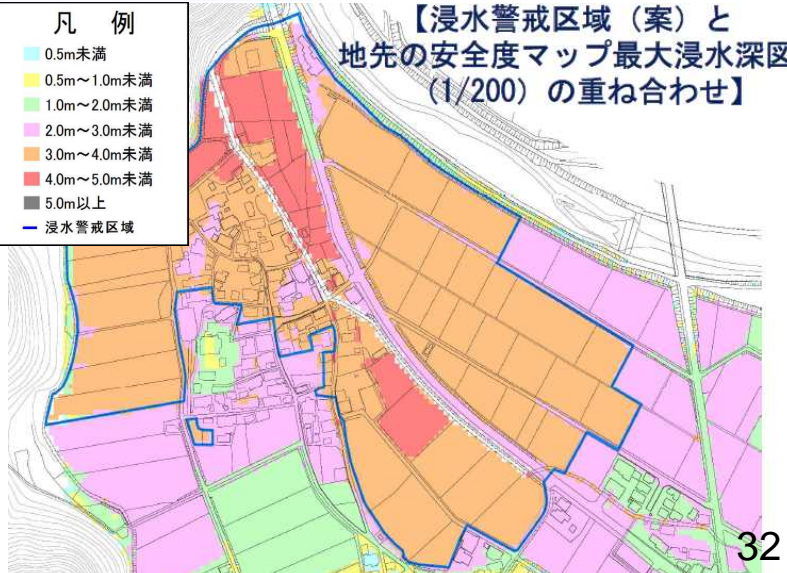 凡 例
0.5m未満
0.5m～1.0m未満
1.0m～2.0m未満
2.0m～3.0m未満
3.0m～4.0m未満
4.0m～5.0m未満
5.0m以上
浸水警戒区域
【浸水警戒区域（案）と
地先の安全度マップ最大浸水深図
（1/200）の重ね合わせ】
32